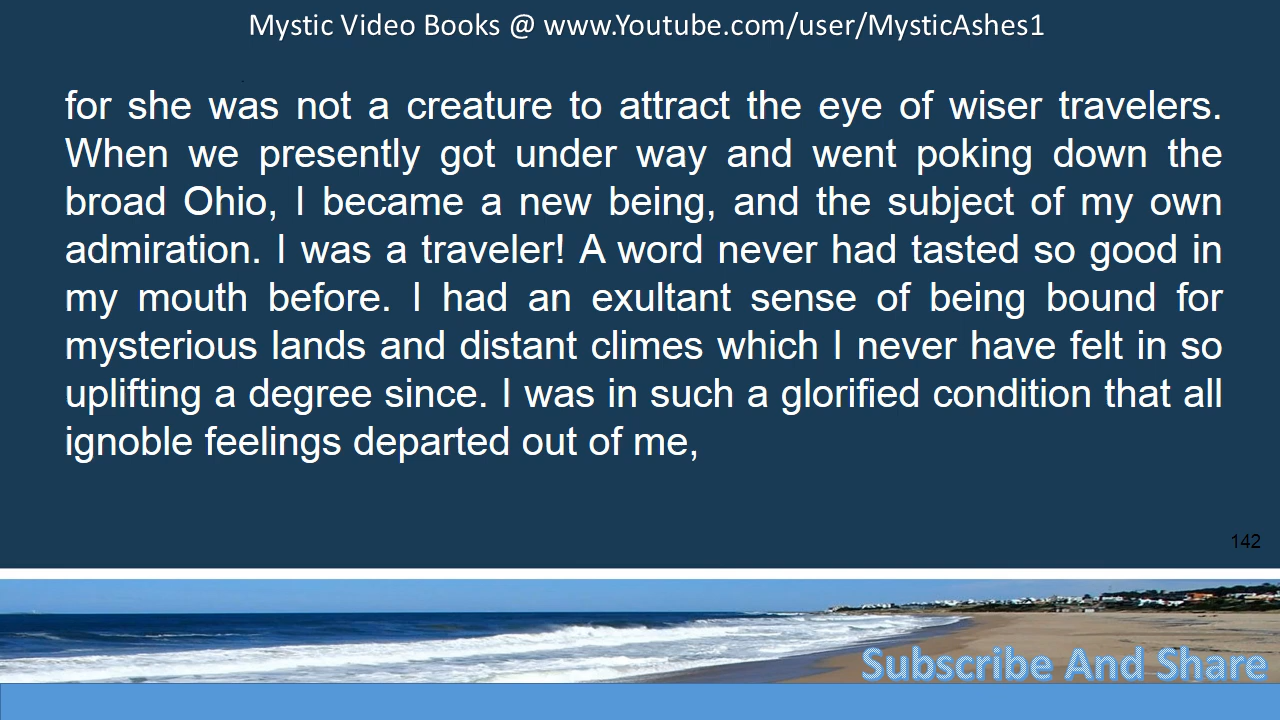 Mystic Video Books @ www.Youtube.com/user/MysticAshes1
for she was not a creature to attract the eye of wiser travelers.
When we presently got under way and went poking down the
broad Ohio, I became a new being, and the subject of my own
admiration. I was a traveler! A word never had tasted so good in
my mouth before. I had an exultant sense of being bound for
mysterious lands and distant climes which I never have felt in so
uplifting a degree since. I was in such a glorified condition that all
ignoble feelings departed out of me,
142
Subscribe And Share